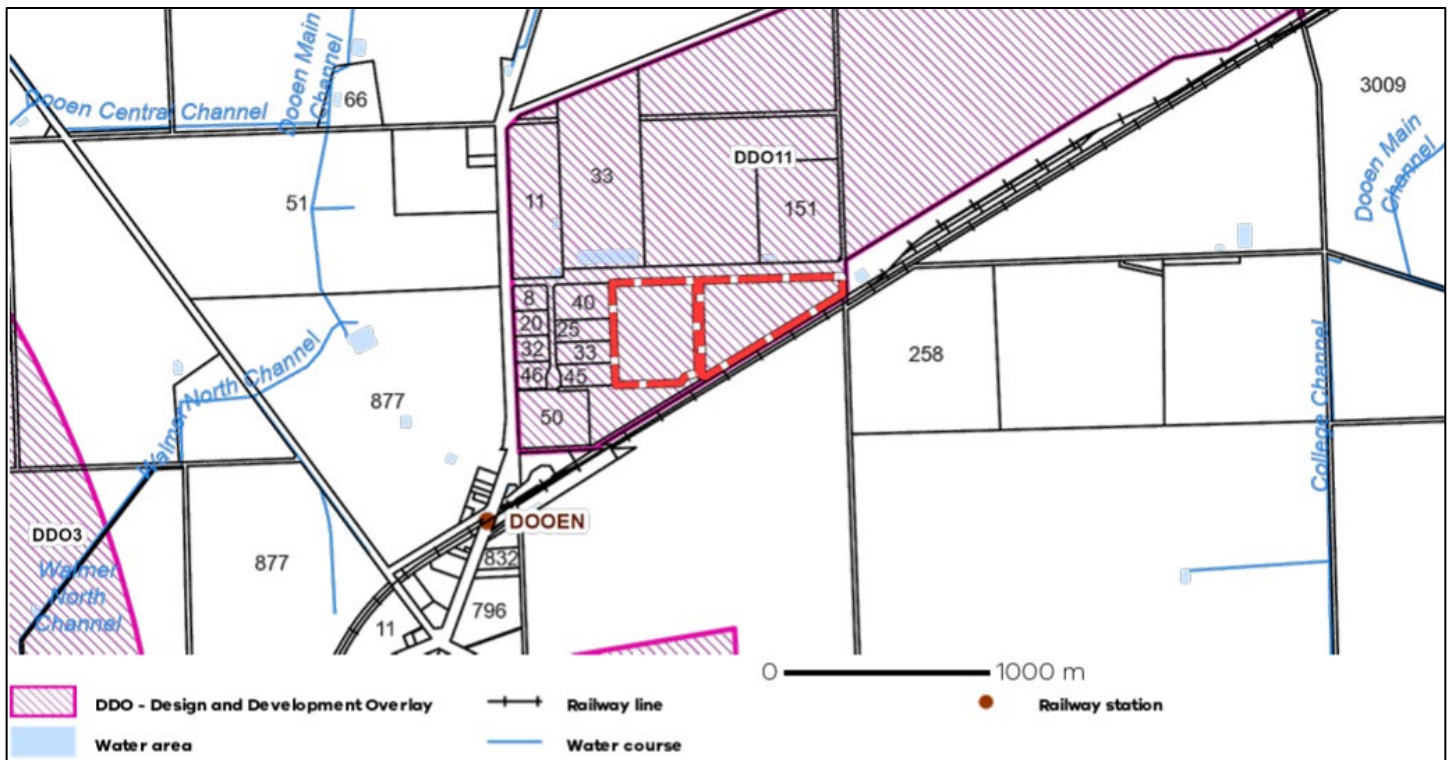 Dooen Main
Channel
Dooen Central Channel
66
3009
Dooen Main
Channel
DDO11
33
51
11
151
8
40
20
25
32
33
46
45
50
258
Walmer North Channel
877
College Channel
DDO3
DOOEN
832
877
Walmer
North
Channel
796
11
0 1000 m
DDO - Design and Development Overlay
Railway line
Railway station
Water area
Water course